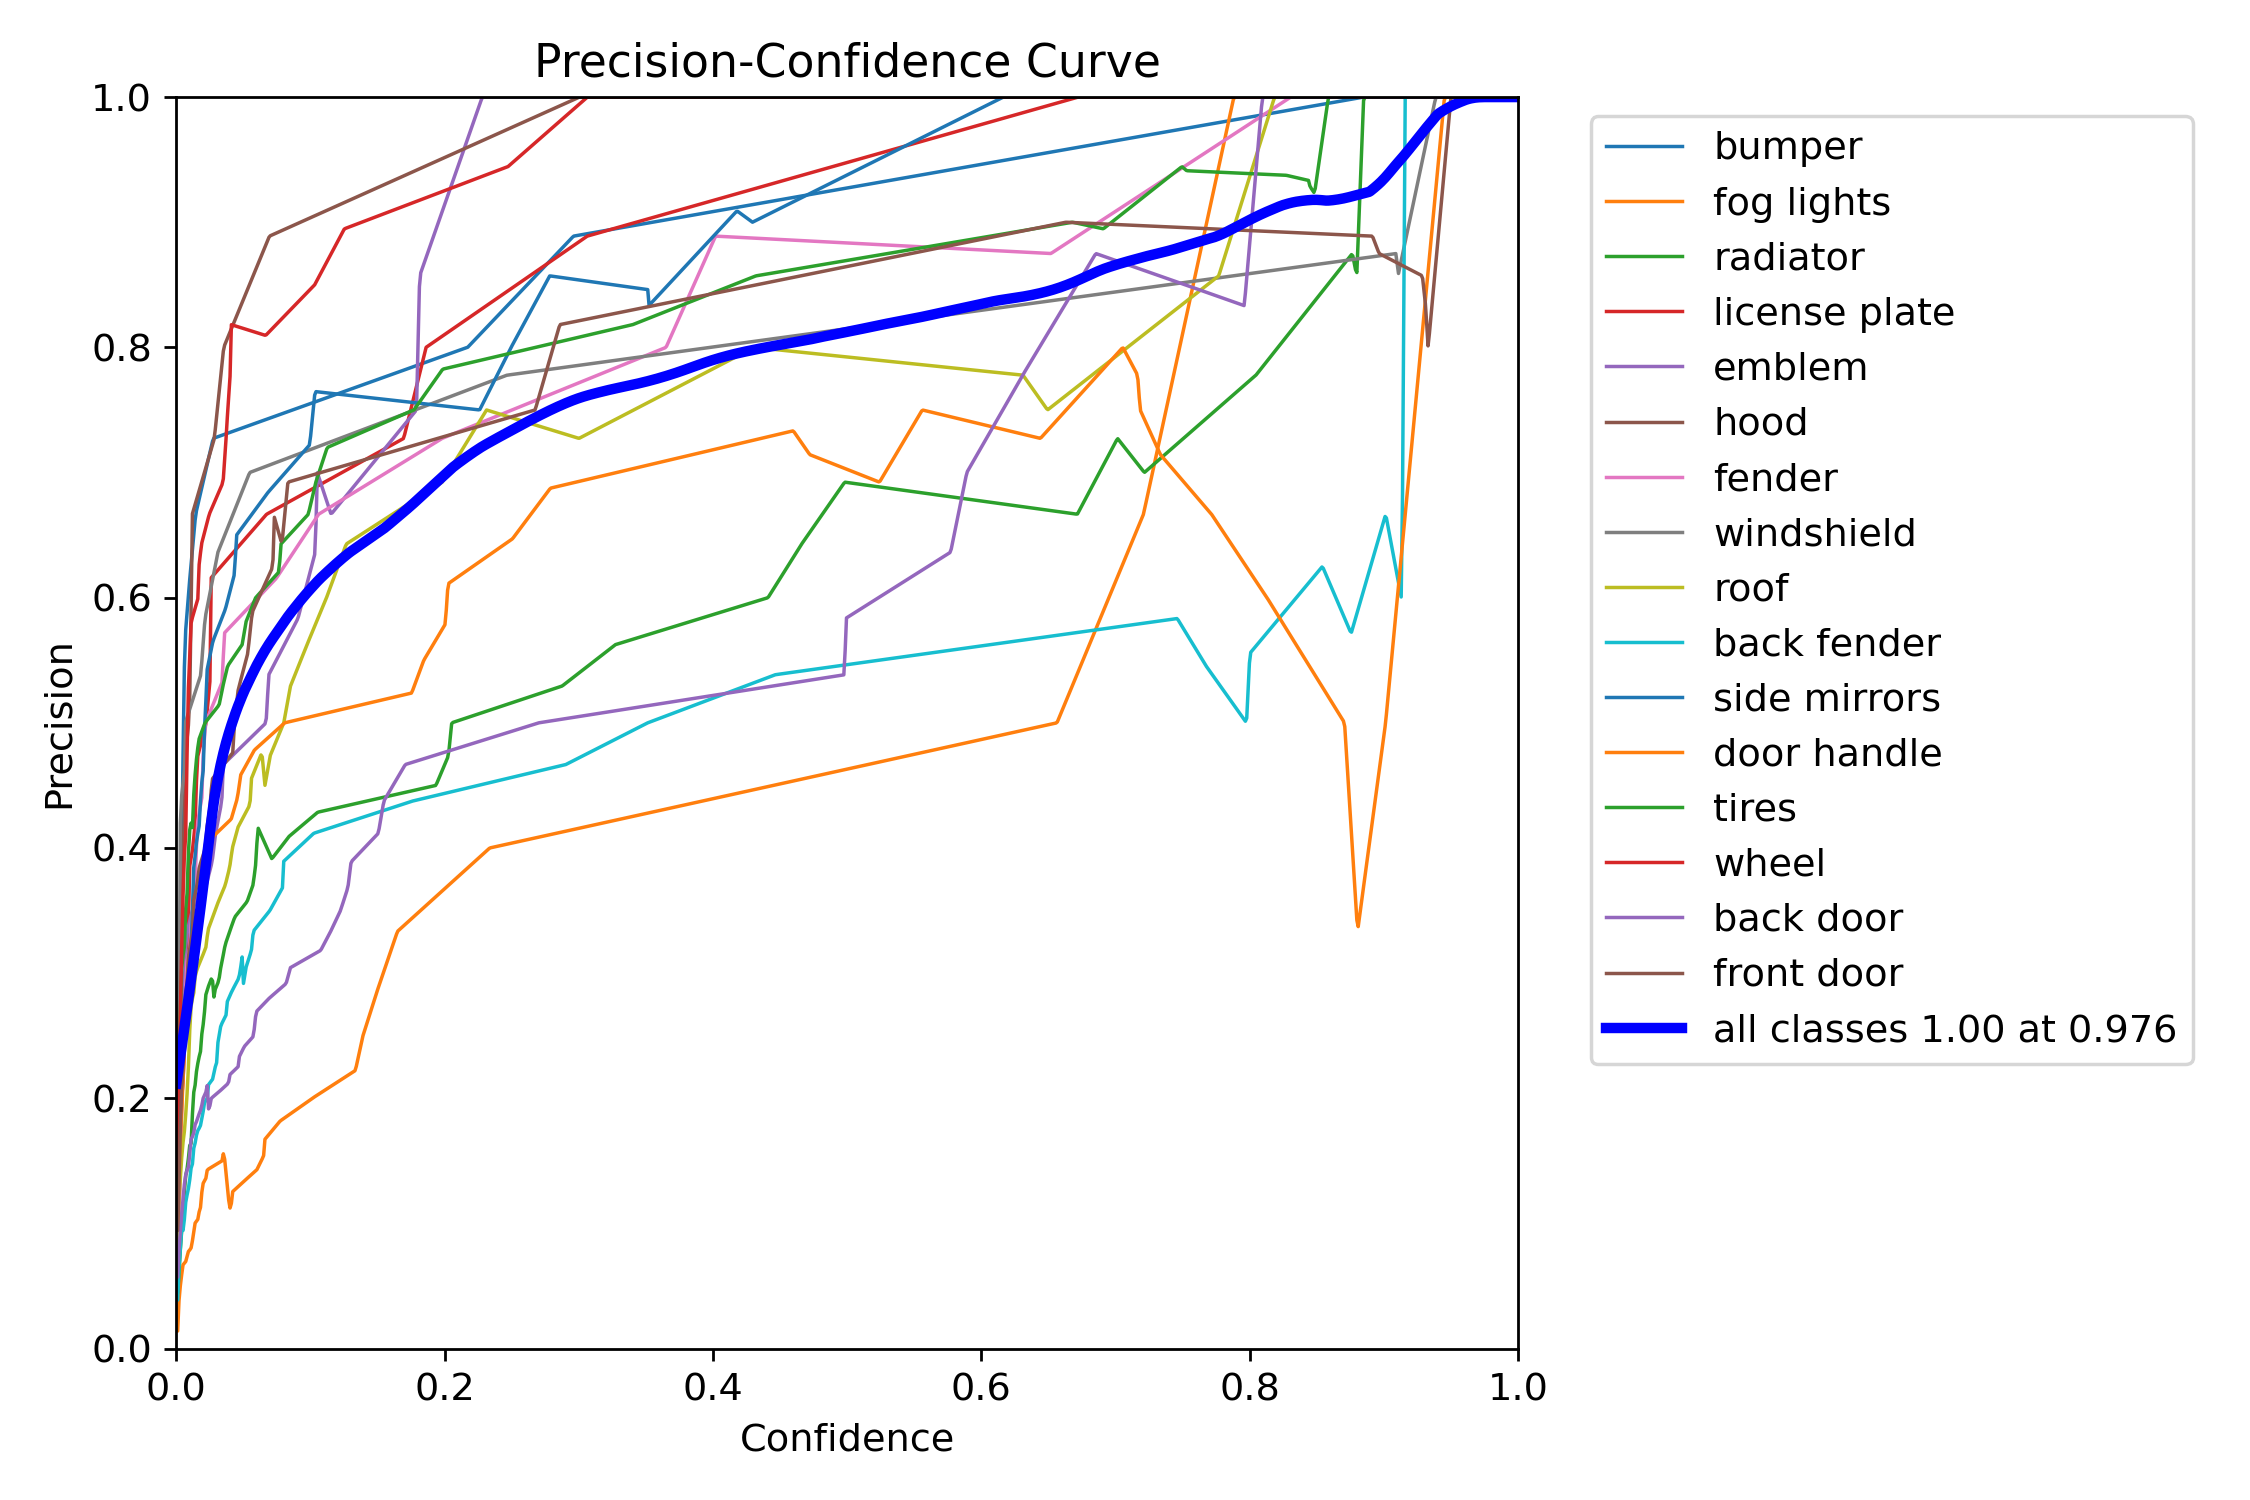 Precision-Confidence Curve
1.0
0.8
0.6
0.4
0.2
0.0
Precision
0.0 0.2 0.4 0.6 0.8 1.0
Confidence
bumper
fog lights
radiator
license plate
emblem
hood
fender
windshield
roof
back fender
side mirrors
door handle
tires
wheel
back door
front door
all classes 1.00 at 0.976